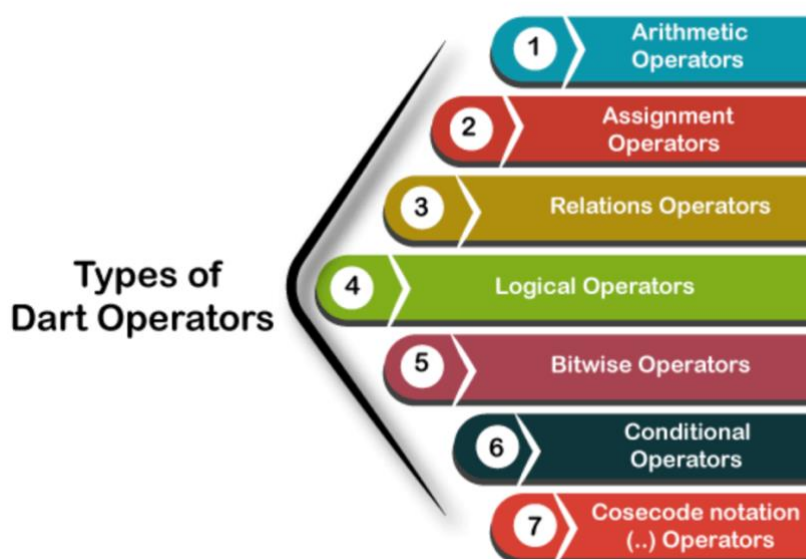 Types of
Dart Operators
1
Arithmetic
Operators
2
Assignment
Operators
3
Relations Operators
4
Logical Operators
5
Bitwise Operators
6
Conditional
Operators
7
Cosecode notation
(..) Operators